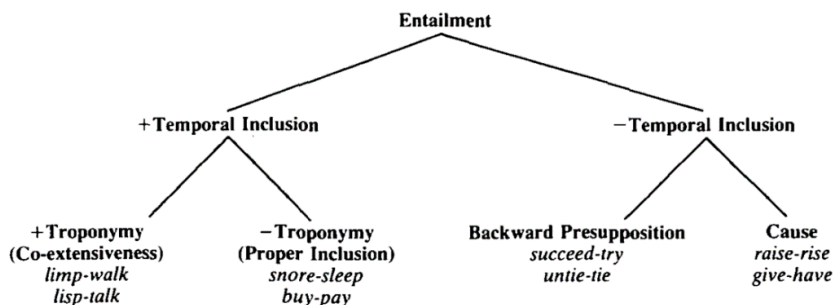 Entailment
+Temporal Inclusion
−Temporal Inclusion
+Troponymy
(Co-extensiveness)
limp-walk
lisp-talk
−Troponymy
(Proper Inclusion)
snore-sleep
buy-pay
Backward Presupposition
succeed-try
untie-tie
Cause
raise-rise
give-have